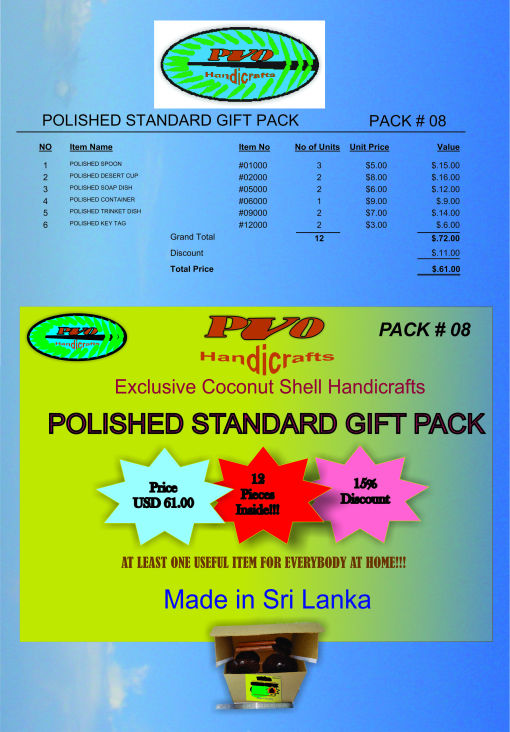 PVO
Handicrafts
POLISHED STANDARD GIFT PACK PACK # 08
NO Item Name Item No No of Units Unit Price Value
1 POLISHED SPOON #01000 3 $5.00 $.15.00
2 POLISHED DESERT CUP #02000 2 $8.00 $.16.00
3 POLISHED SOAP DISH #05000 2 $6.00 $.12.00
4 POLISHED CONTAINER #06000 1 $9.00 $.9.00
5 POLISHED TRINKET DISH #09000 2 $7.00 $.14.00
6 POLISHED KEY TAG #12000 2 $3.00 $.6.00
Grand Total 12 $.72.00
Discount $.11.00
Total Price $.61.00
PVO
Handicrafts
PVO
Handicrafts
PACK # 08
Exclusive Coconut Shell Handicrafts
POLISHED STANDARD GIFT PACK
Price
USD 61.00
12
Pieces
Inside!!!
15%
Discount
AT LEAST ONE USEFUL ITEM FOR EVERYBODY AT HOME!!!
Made in Sri Lanka